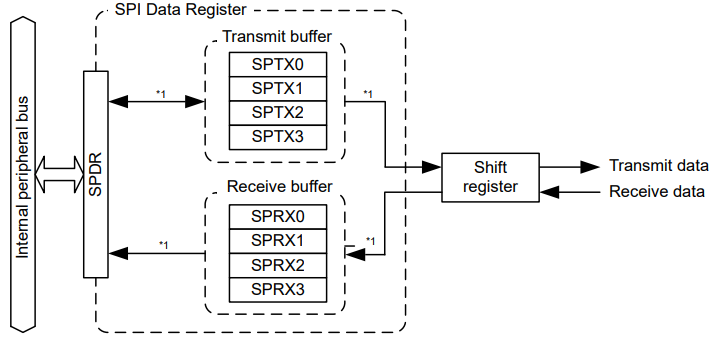 SPI Data Register
Transmit buffer
SPTX0
SPTX1
SPTX2
SPTX3
*1
*1
Internal peripheral bus
SPDR
Shift
register
Transmit data
Receive data
Receive buffer
SPRX0
SPRX1
SPRX2
SPRX3
*1
*1